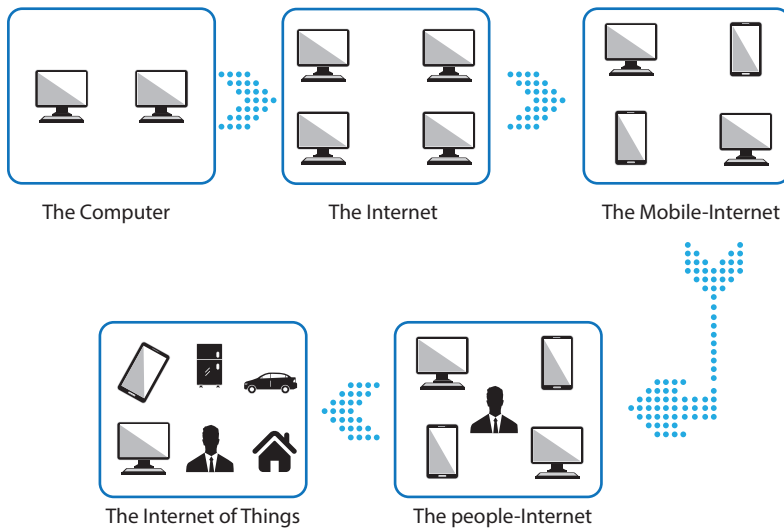 The Computer
The Internet
The Mobile-Internet
The Internet of Things
The people-Internet